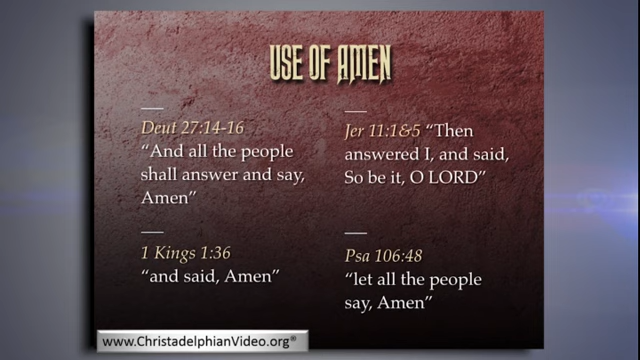 USE OF AMEN
Deut 27:14-16
“And all the people
shall answer and say,
Amen”
1 Kings 1:36
“and said, Amen”
Jer 11:1&5 “Then
answered I, and said,
So be it, O LORD”
Psa 106:48
“let all the people
say, Amen”
www.ChristadelphianVideo.org®